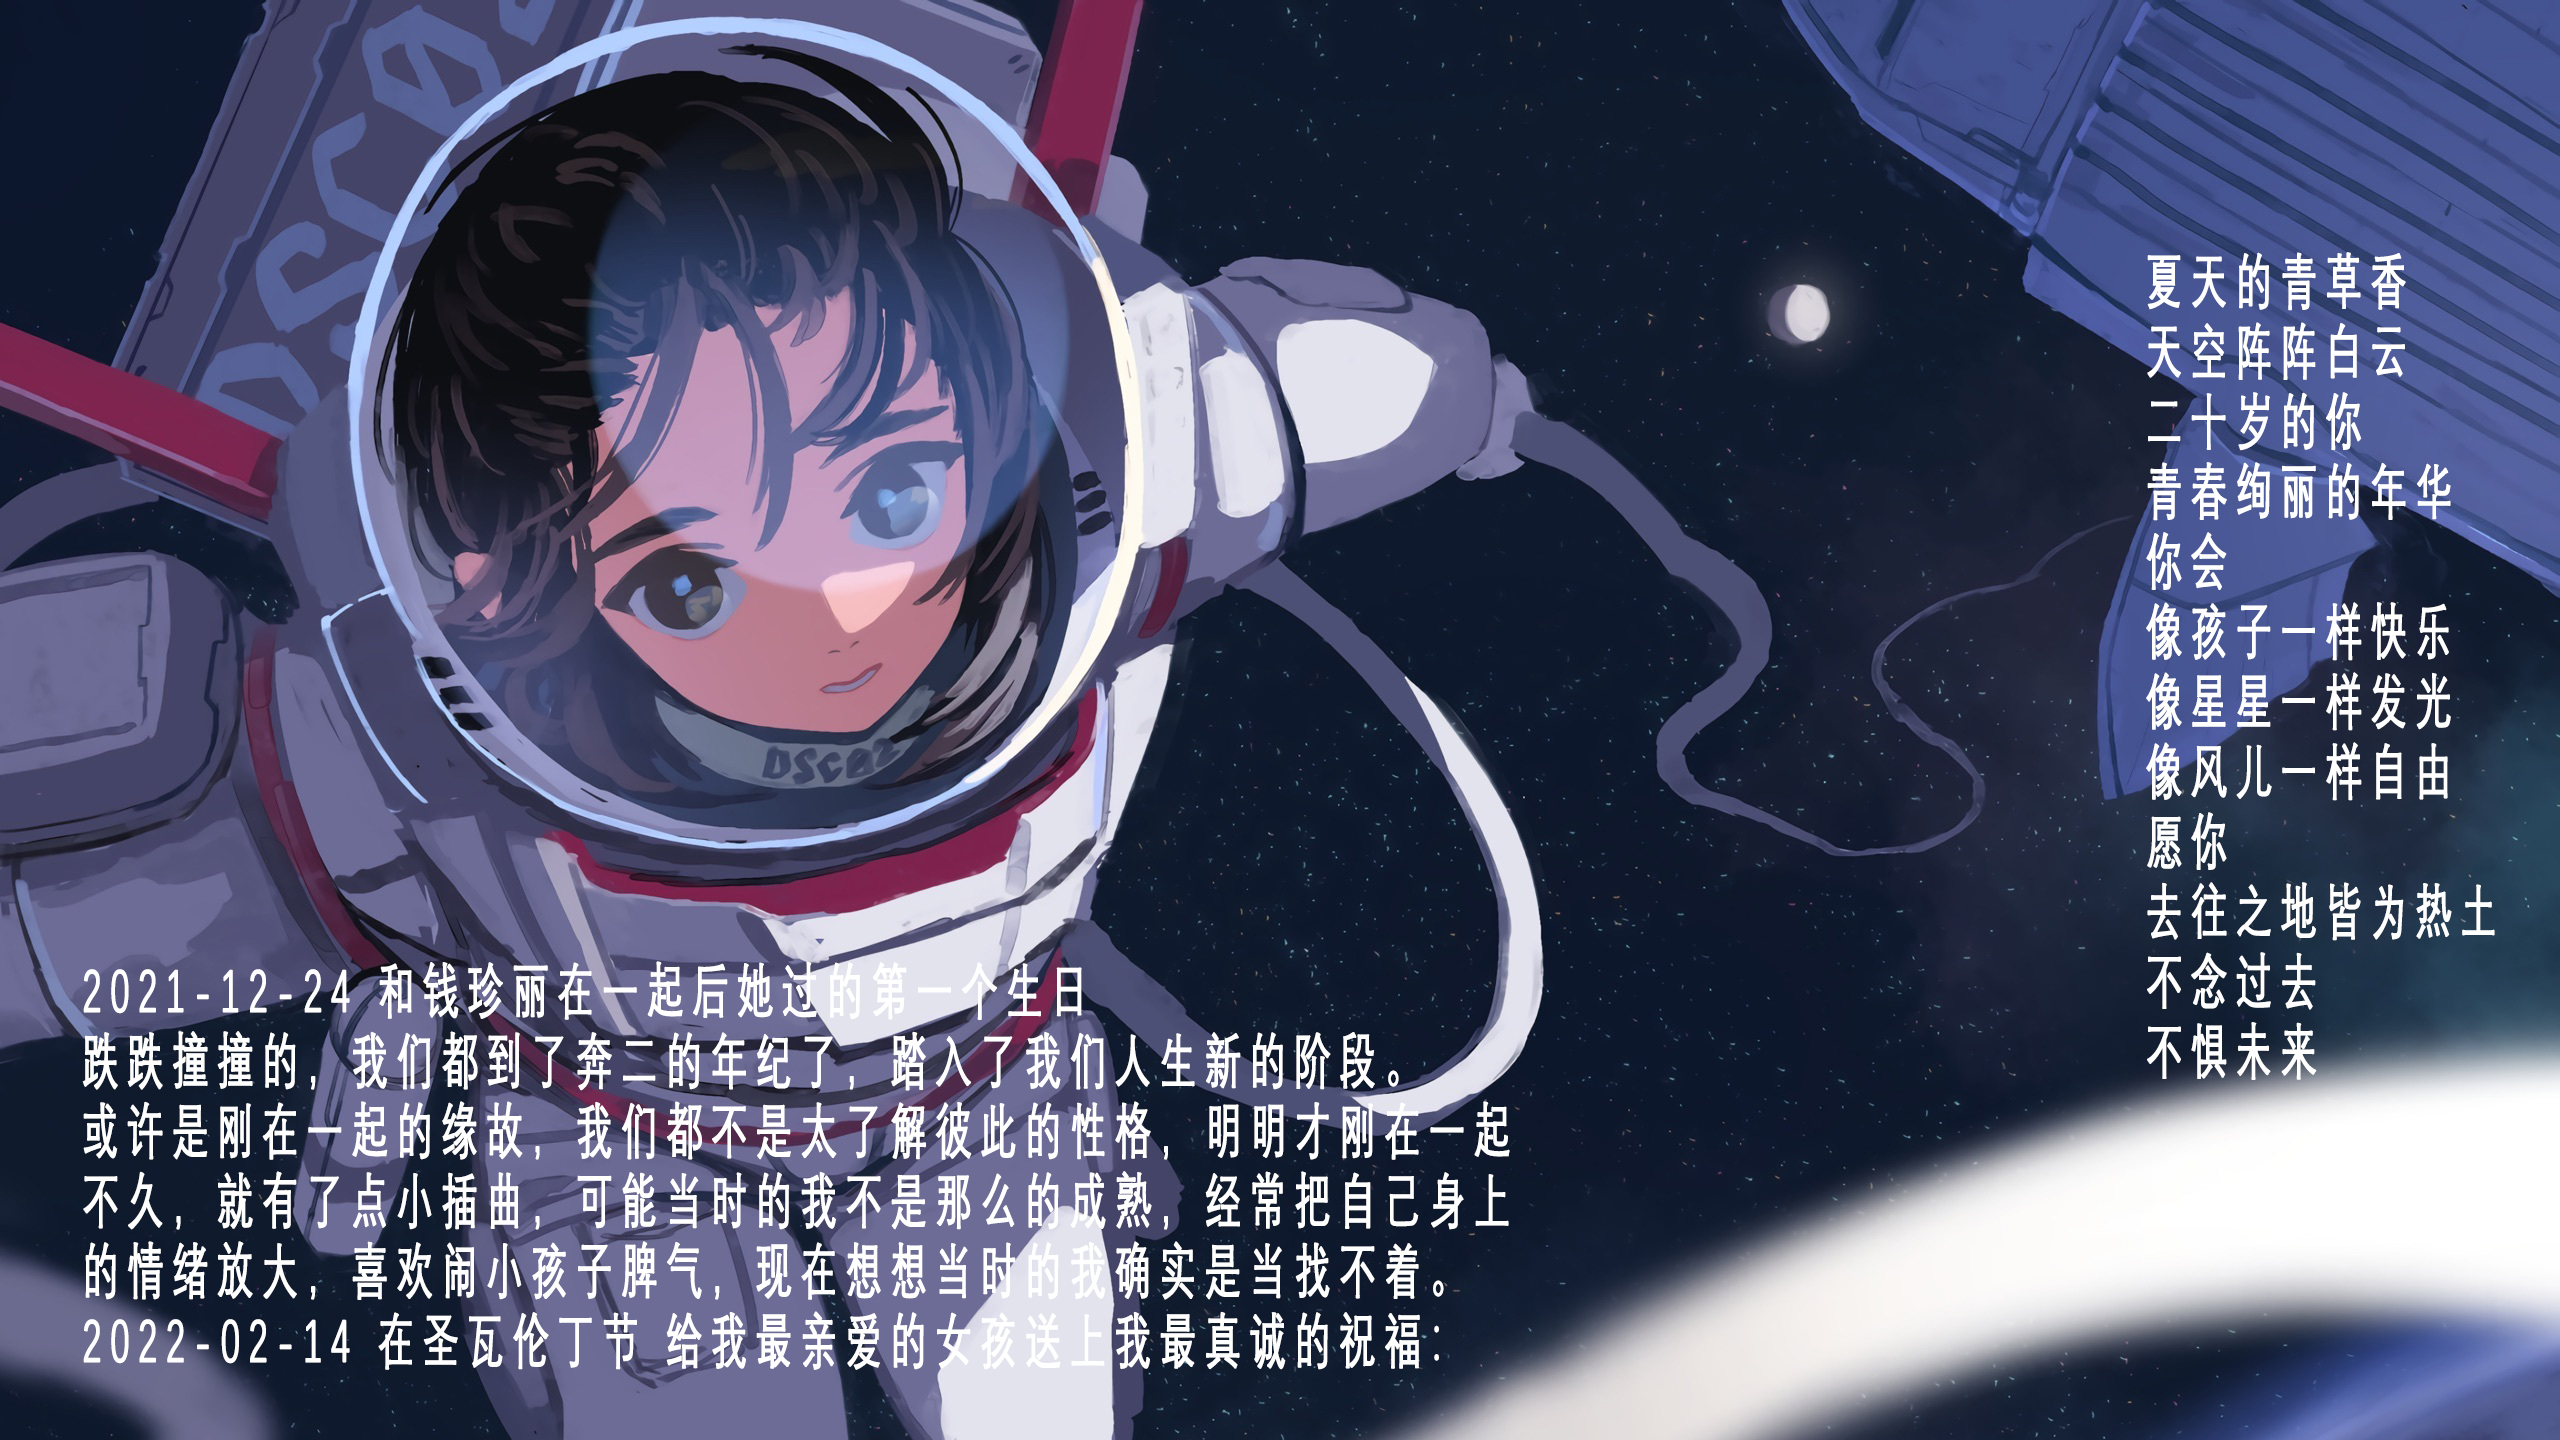 DSC02
2021-12-24 和钱珍丽在一起后她过的第一个生日
跌跌撞撞的，我们都到了奔二的年纪了，踏入了我们人生新的阶段。
或许是刚在一起的缘故，我们都不是太了解彼此的性格，明明才刚在一起
不久，就有了点小插曲，可能当时的我不是那么的成熟，经常把自己身上
的情绪放大，喜欢闹小孩子脾气，现在想想当时的我确实是当找不着。
2022-02-14 在圣瓦伦丁节 给我最亲爱的女孩送上我最真诚的祝福：
夏天的青草香
天空阵阵白云
二十岁的你
青春绚丽的年华
你会
像孩子一样快乐
像星星一样发光
像风儿一样自由
愿你
去往之地皆为热土
不念过去
不惧未来